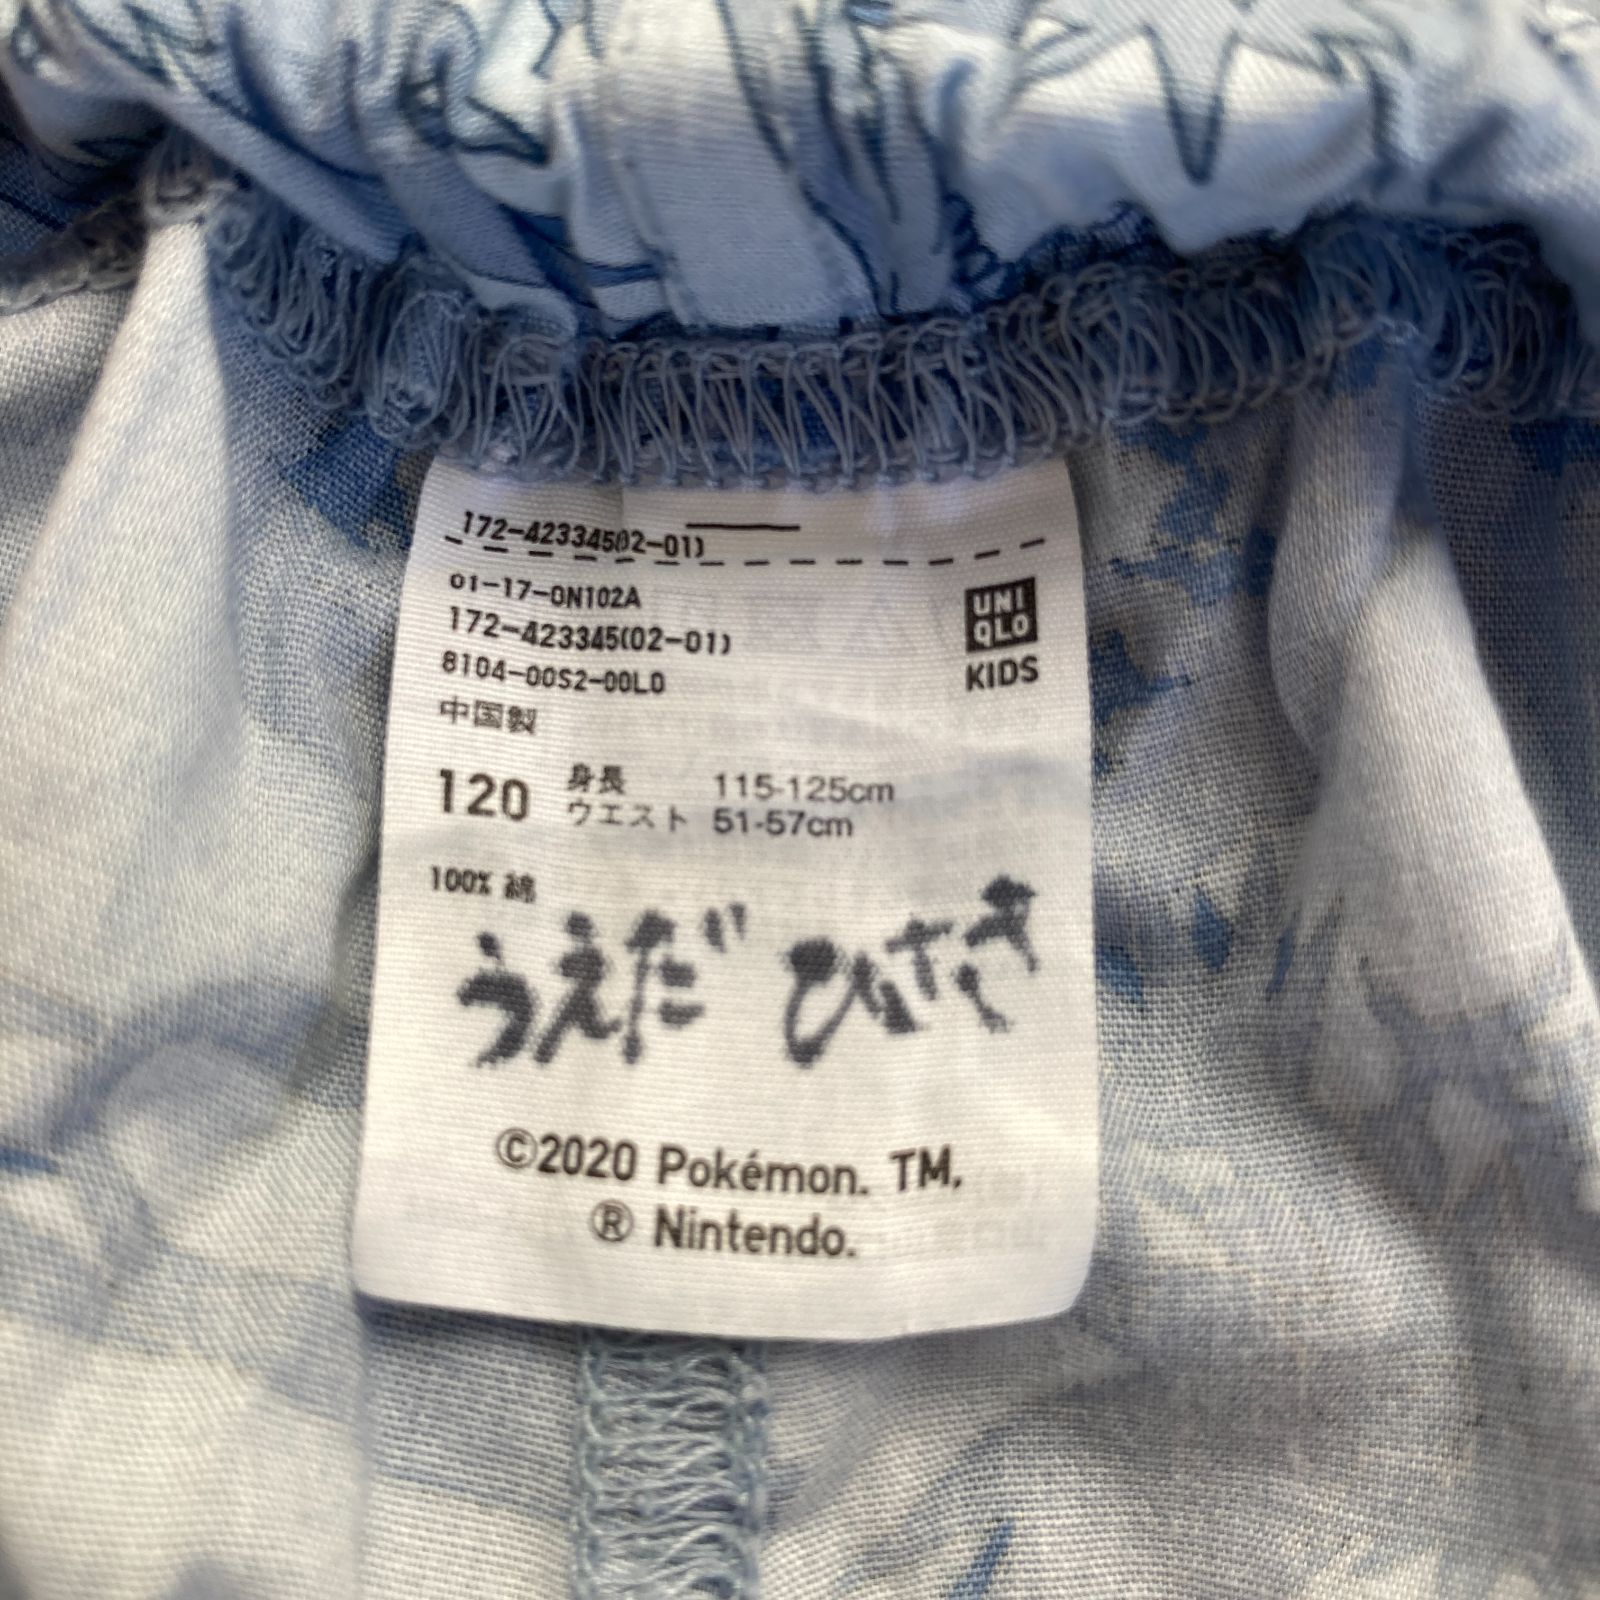 172-423345(02-01)
01-17-0N102A
172-423345(02-01)
8104-00S2-00L0
中国製
UNI
QLO
KIDS
120
身長 115-125cm
ウエスト 51-57cm
100% 綿
うえだ
©2020 Pokémon. TM,
® Nintendo.